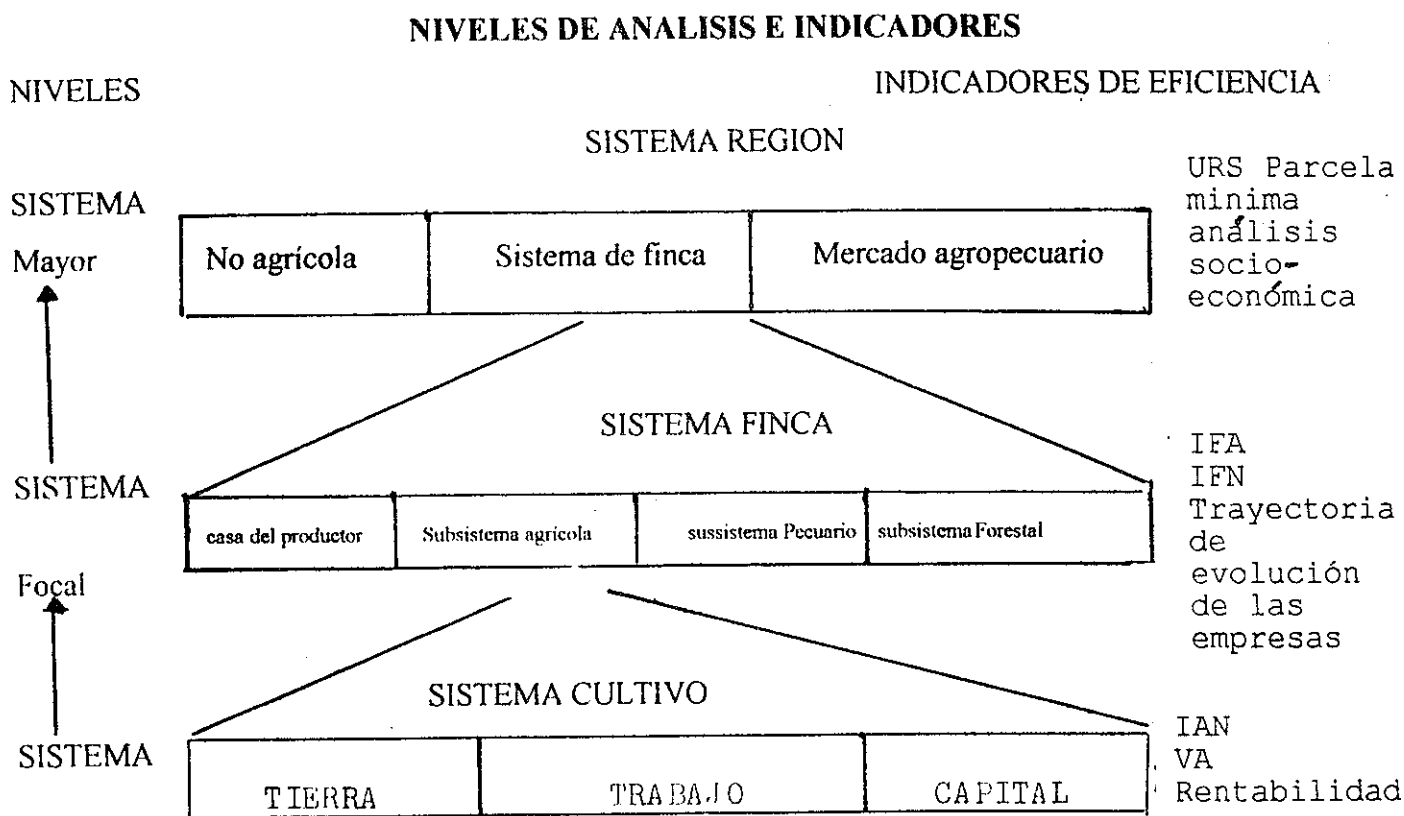 NIVELES DE ANALISIS E INDICADORES
NIVELES
INDICADORES DE EFICIENCIA
SISTEMA REGION
SISTEMA
Mayor
No agrícola
Sistema de finca
Mercado agropecuario
URS Parcela
minima
análisis
socio-
económica
SISTEMA FINCA
SISTEMA
Focal
casa del productor
Subsistema agrícola
sussistema Pecuario
subsistema Forestal
IFA
IFN
Trayectoria
de
evolución
de las
empresas
SISTEMA CULTIVO
SISTEMA
TIERRA
TRABAJO
CAPITAL
IAN
VA
Rentabilidad